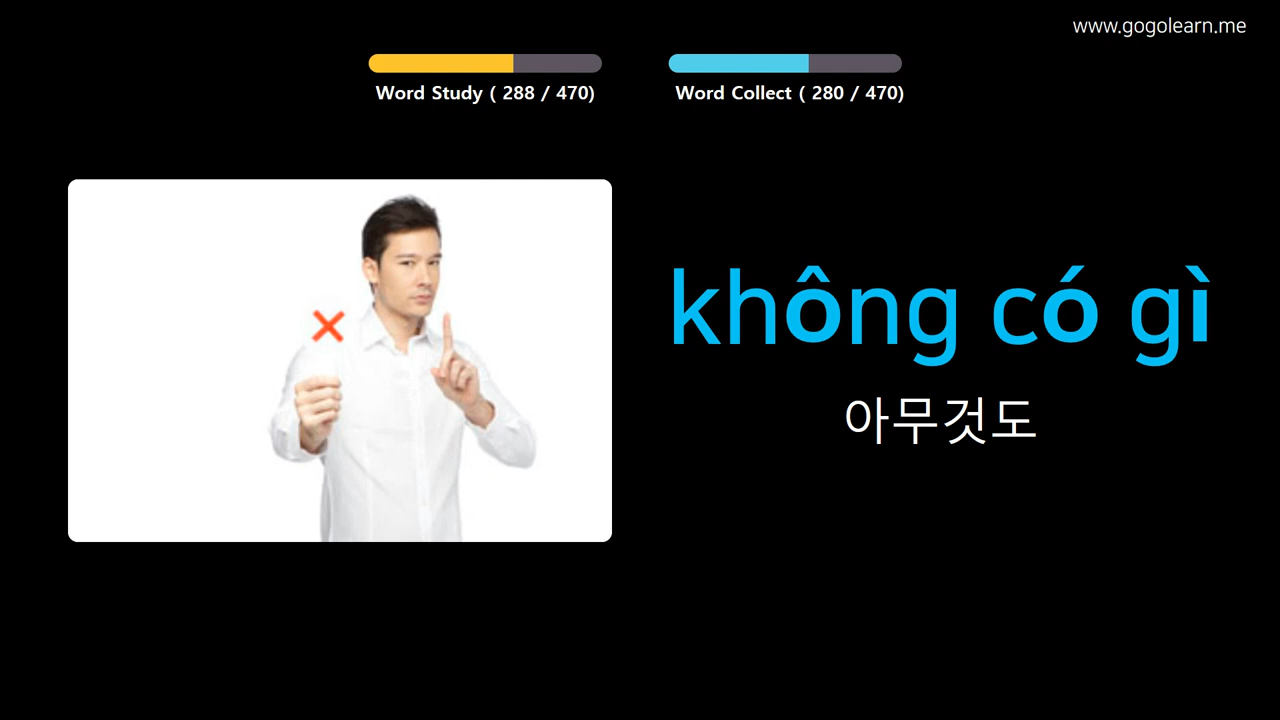 www.gogolearn.me
Word Study ( 288 / 470)
Word Collect ( 280 / 470)
không có gì
아무것도